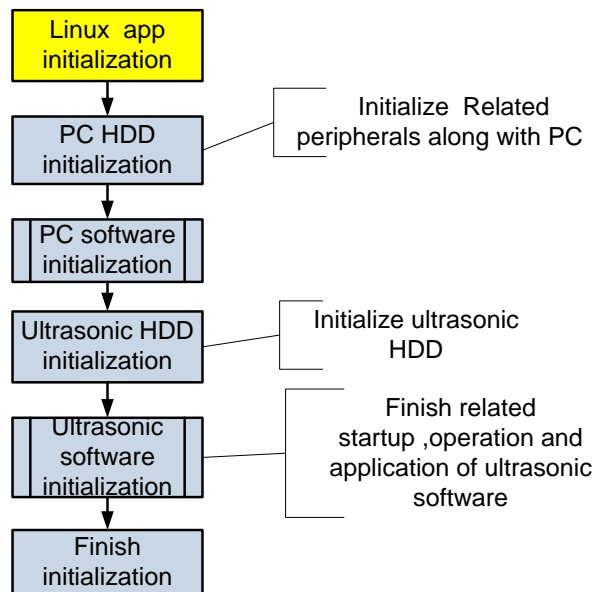 Linux app
initialization
PC HDD
initialization
Initialize Related
peripherals along with PC
PC software
initialization
Ultrasonic HDD
initialization
Initialize ultrasonic
HDD
Ultrasonic
software
initialization
Finish related
startup ,operation and
application of ultrasonic
software
Finish
initialization